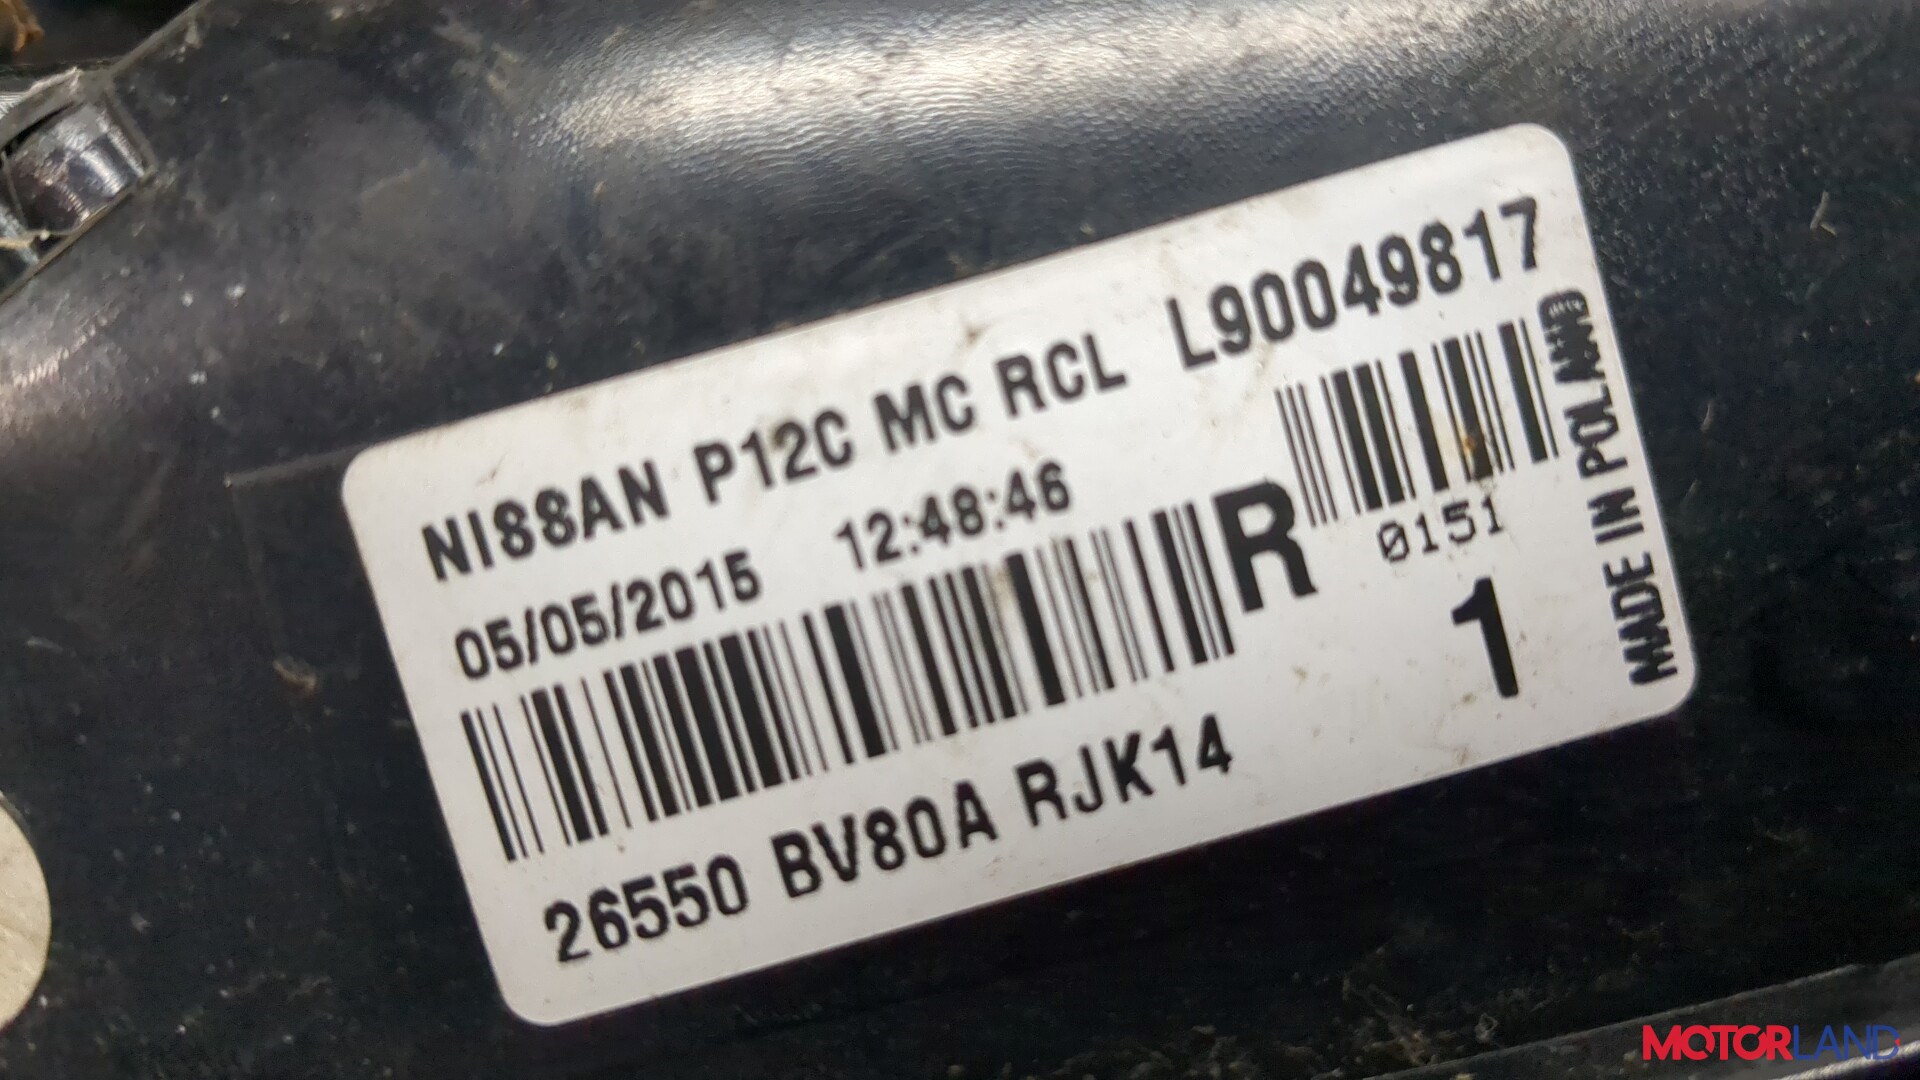 NISSAN P12C MC RCL L90049817
05/05/2015 12:48:46
R
0151
1
26550 BV80A RJK14
MADE IN POLAND
MOTORLAND